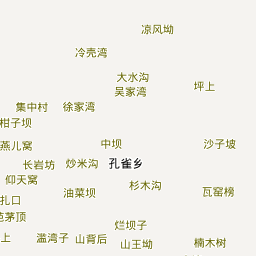 凉风坳
冷壳湾
大水沟
吴家湾
坪上
集中村
徐家湾
柑子坝
燕儿窝
中坝
沙子坡
长岩坊
炒米沟
孔雀乡
仰天窝
油菜坝
杉木沟
瓦窑榜
扎口
茅顶
烂坝子
上
滥湾子
山背后
山王坳
楠木树